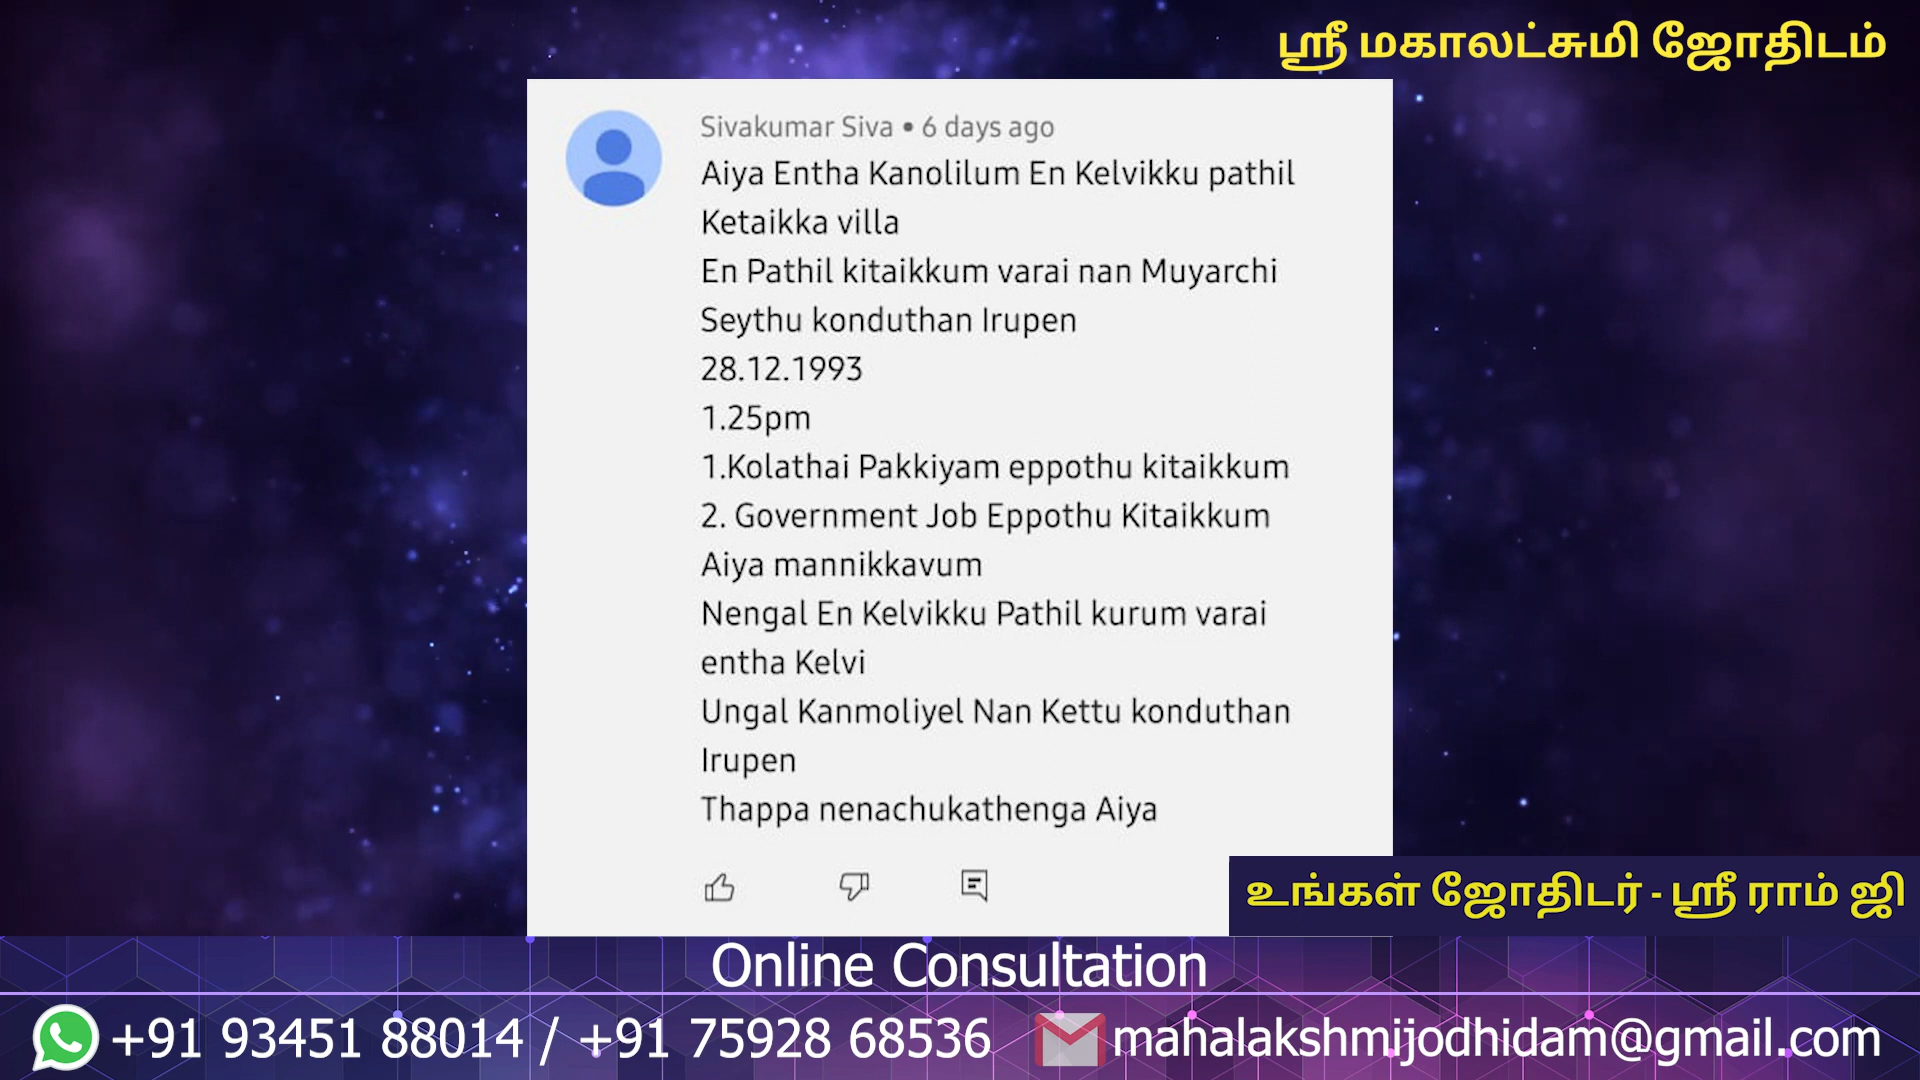 ஸ்ரீ மகாலட்சுமி ஜோதிடம்
Sivakumar Siva • 6 days ago
Aiya Entha Kanolilum En Kelvikku pathil
Ketaikka villa
En Pathil kitaikkum varai nan Muyarchi
Seythu konduthan Irupen
28.12.1993
1.25pm
1.Kolathai Pakkiyam eppothu kitaikkum
2. Government Job Eppothu Kitaikkum
Aiya mannikkavum
Nengal En Kelvikku Pathil kurum varai
entha Kelvi
Ungal Kanmoliyel Nan Kettu konduthan
Irupen
Thappa nenachukathenga Aiya
உங்கள் ஜோதிடர் - ஸ்ரீ ராம் ஜி
Online Consultation
+91 93451 88014 / +91 75928 68536 mahalakshmijodhidam@gmail.com